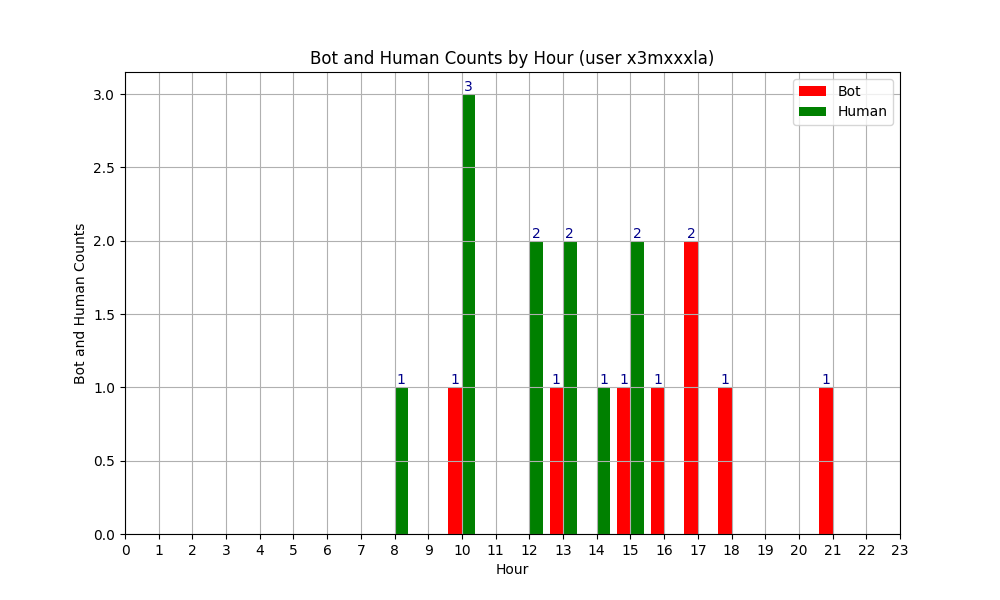 Bot and Human Counts by Hour (user x3mxxxla)
Bot
Human
3.0
2.5
2.0
1.5
1.0
0.5
0.0
Bot and Human Counts
1 1 3 2 1 2 1 1 2 1 2 1 1
0 1 2 3 4 5 6 7 8 9 10 11 12 13 14 15 16 17 18 19 20 21 22 23
Hour